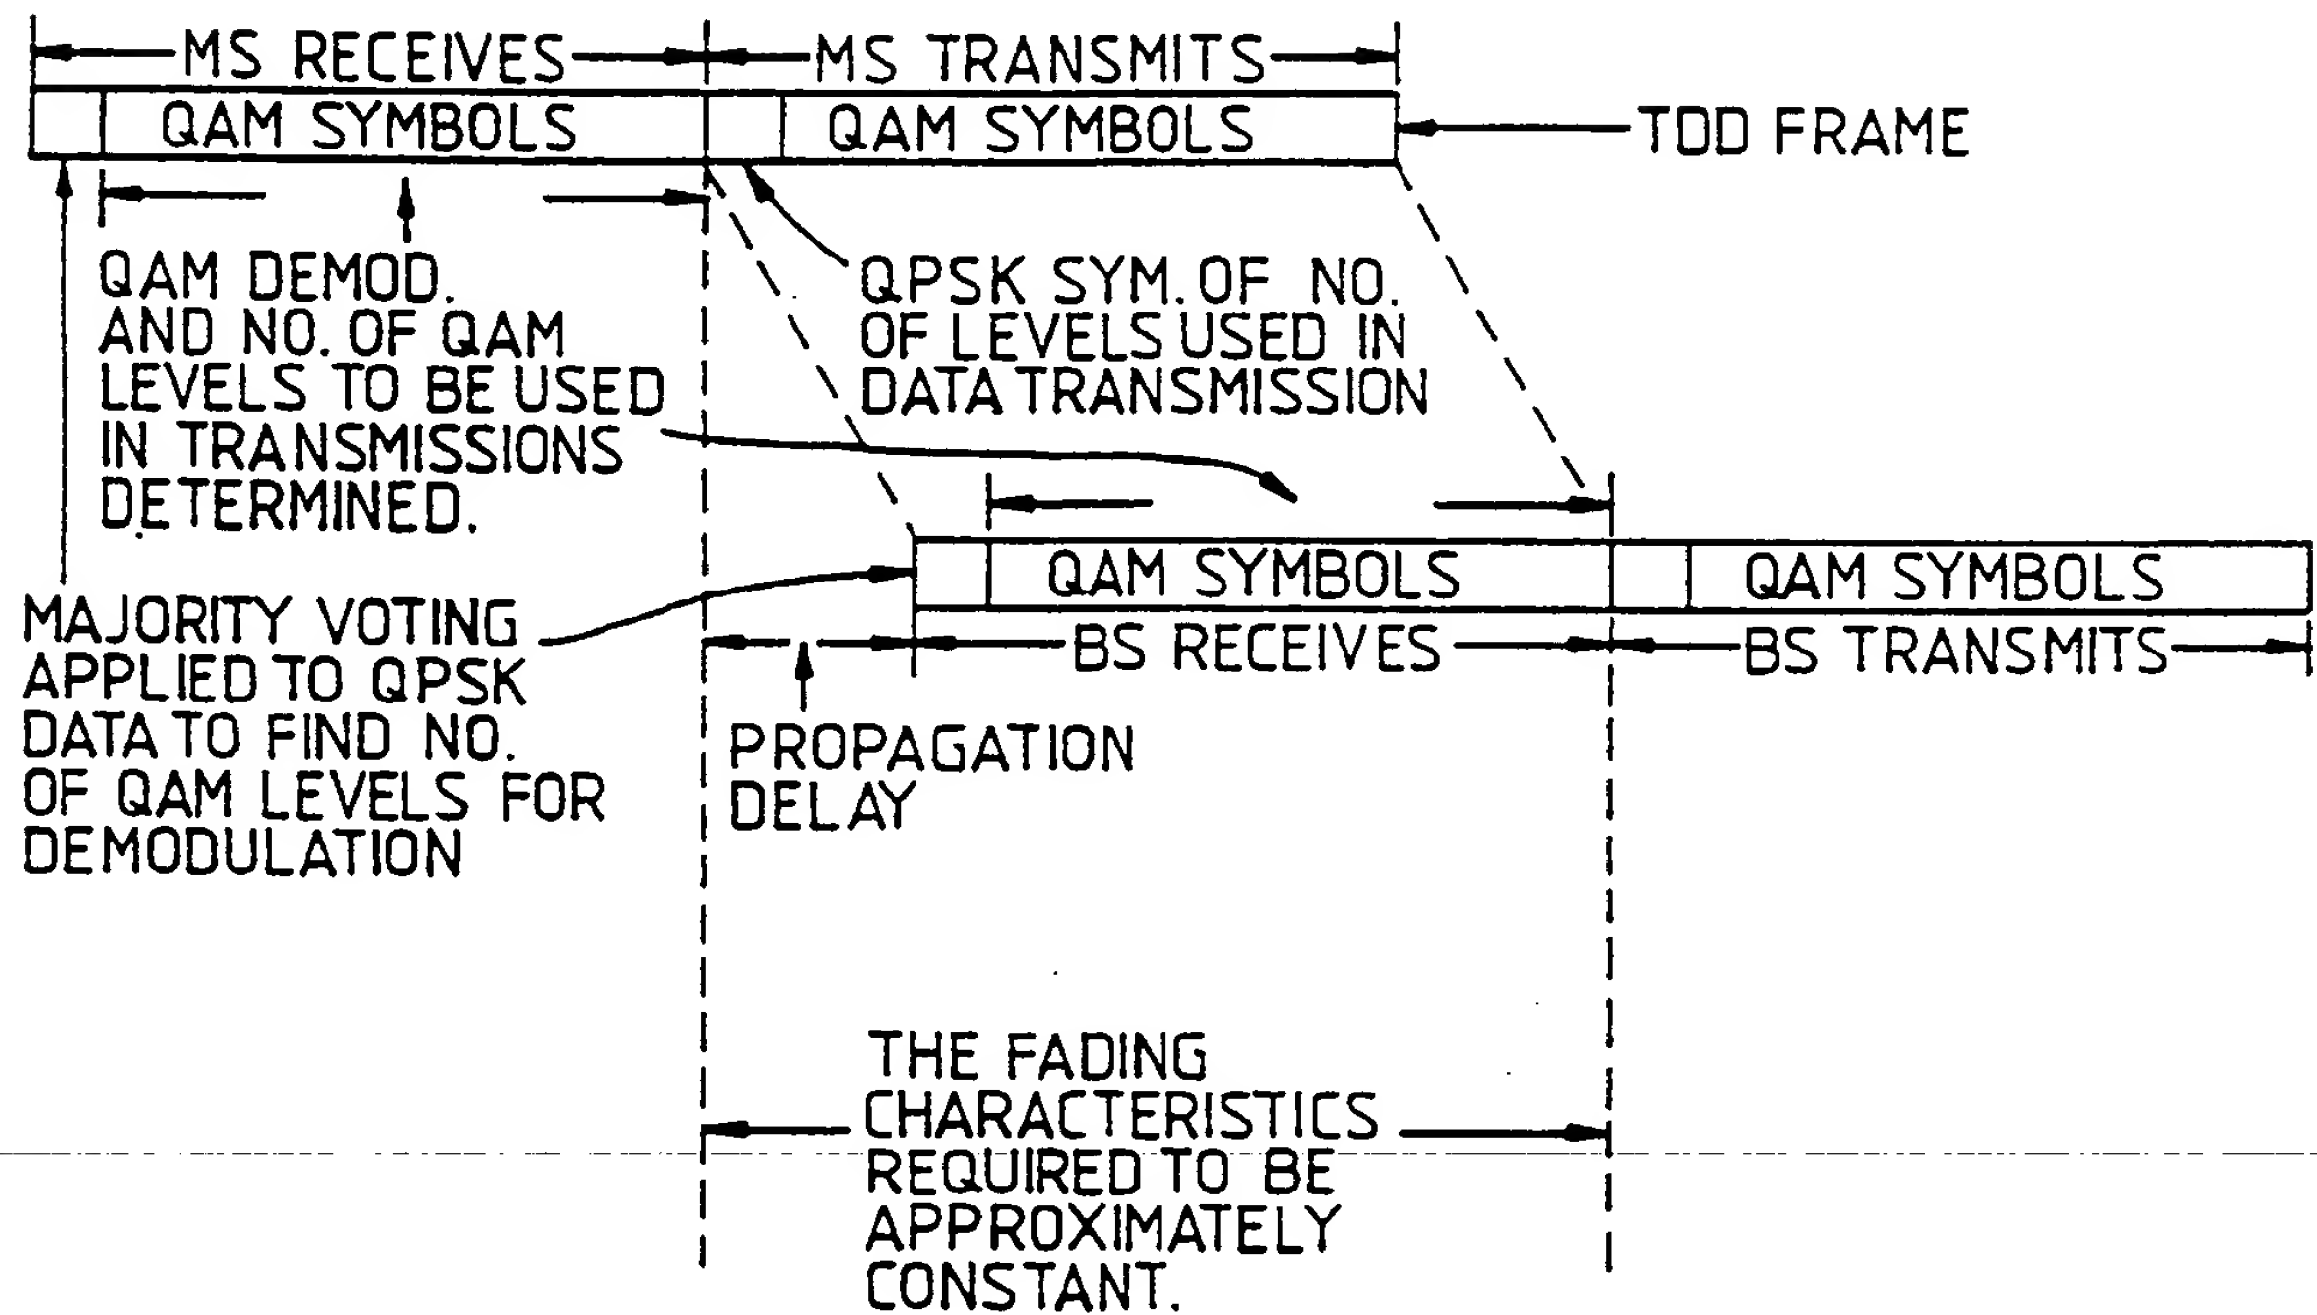 MS RECEIVES
MS TRANSMITS
QAM SYMBOLS
QAM SYMBOLS
TDD FRAME
QAM DEMOD.
AND NO. OF QAM
LEVELS TO BE USED
IN TRANSMISSIONS
DETERMINED.
QPSK SYM. OF NO.
OF LEVELS USED IN
DATA TRANSMISSION
QAM SYMBOLS
QAM SYMBOLS
BS RECEIVES
BS TRANSMITS
MAJORITY VOTING
APPLIED TO QPSK
DATA TO FIND NO.
OF QAM LEVELS FOR
DEMODULATION
PROPAGATION
DELAY
THE FADING
CHARACTERISTICS
REQUIRED TO BE
APPROXIMATELY
CONSTANT.